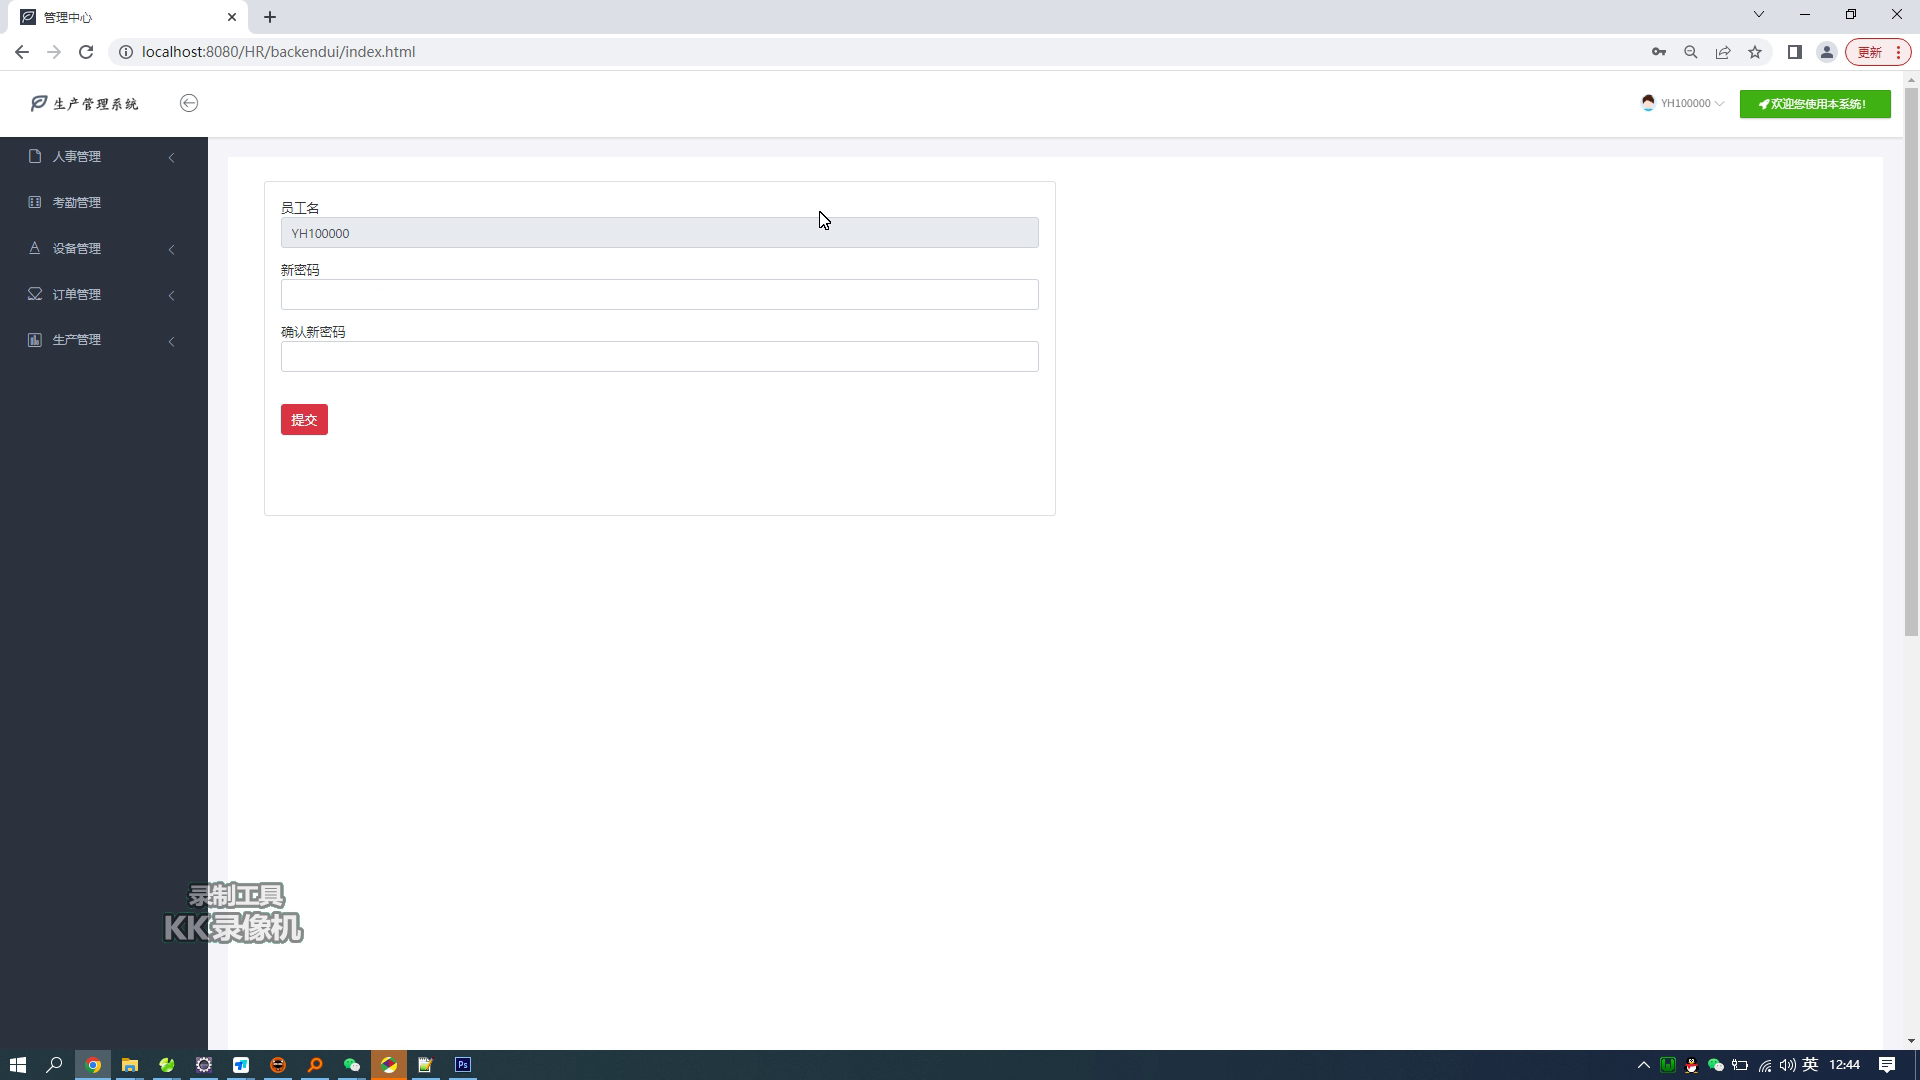 管理中心
localhost:8080/HR/backendui/index.html
更新
生产管理系统
YH100000
欢迎您使用本系统!
人事管理
考勤管理
设备管理
订单管理
生产管理
员工名
YH100000
新密码
确认新密码
提交
录制工具
KK录像机
Ps
英
12:44